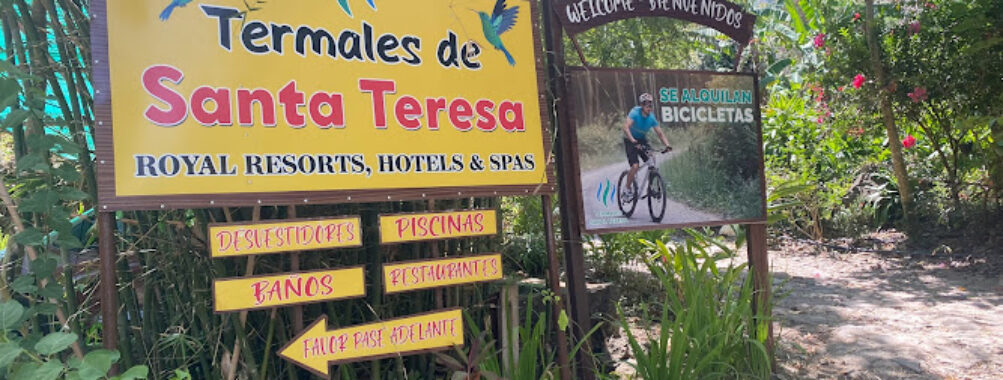 Termales de
Santa Teresa
ROYAL RESORTS, HOTELS & SPAS
WELCOME - BIENVENIDOS
SE ALQUILAN
BICICLETAS
DESVESTIDORES
PISCINAS
BAÑOS
RESTAURANTES
FAVOR PASE ADELANTE